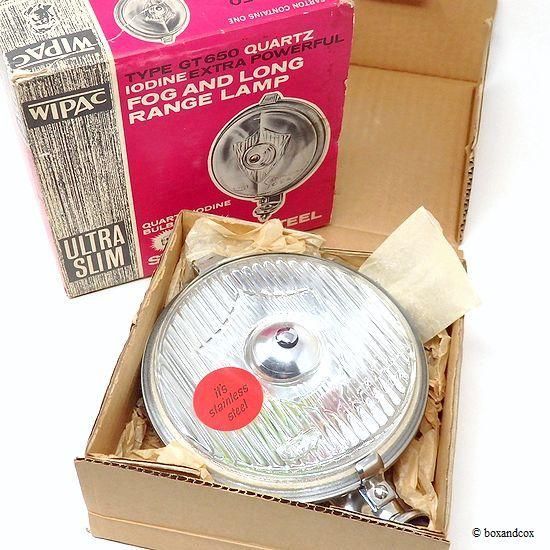 CARTON CONTAINS ONE
WIPAC
TYPE GT650 QUARTZ
IODINE EXTRA POWERFUL
FOG AND LONG
RANGE LAMP
WIPAC
QUARTZ IODINE
BULB
STEEL
ULTRA
SLIM
it's
stainless
steel
© boxandcox